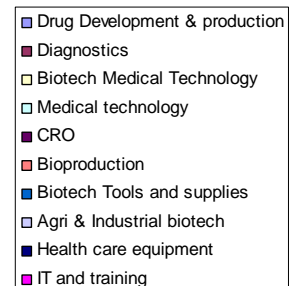 Drug Development & production
Diagnostics
Biotech Medical Technology
Medical technology
CRO
Bioproduction
Biotech Tools and supplies
Agri & Industrial biotech
Health care equipment
IT and training